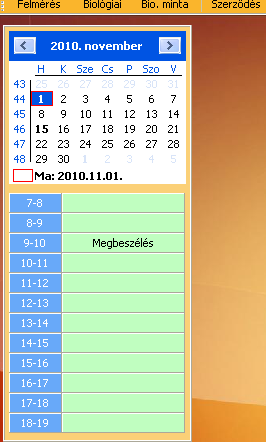 Felmérés Biológiai Bio. minta Szerződés
2010. november
H K Sze Cs P Szo V
43 25 26 27 28 29 30 31
44 1 2 3 4 5 6 7
45 8 9 10 11 12 13 14
46 15 16 17 18 19 20 21
47 22 23 24 25 26 27 28
48 29 30 1 2 3 4 5
Ma: 2010.11.01.
7-8
8-9
9-10 Megbeszélés
10-11
11-12
12-13
13-14
14-15
15-16
16-17
17-18
18-19